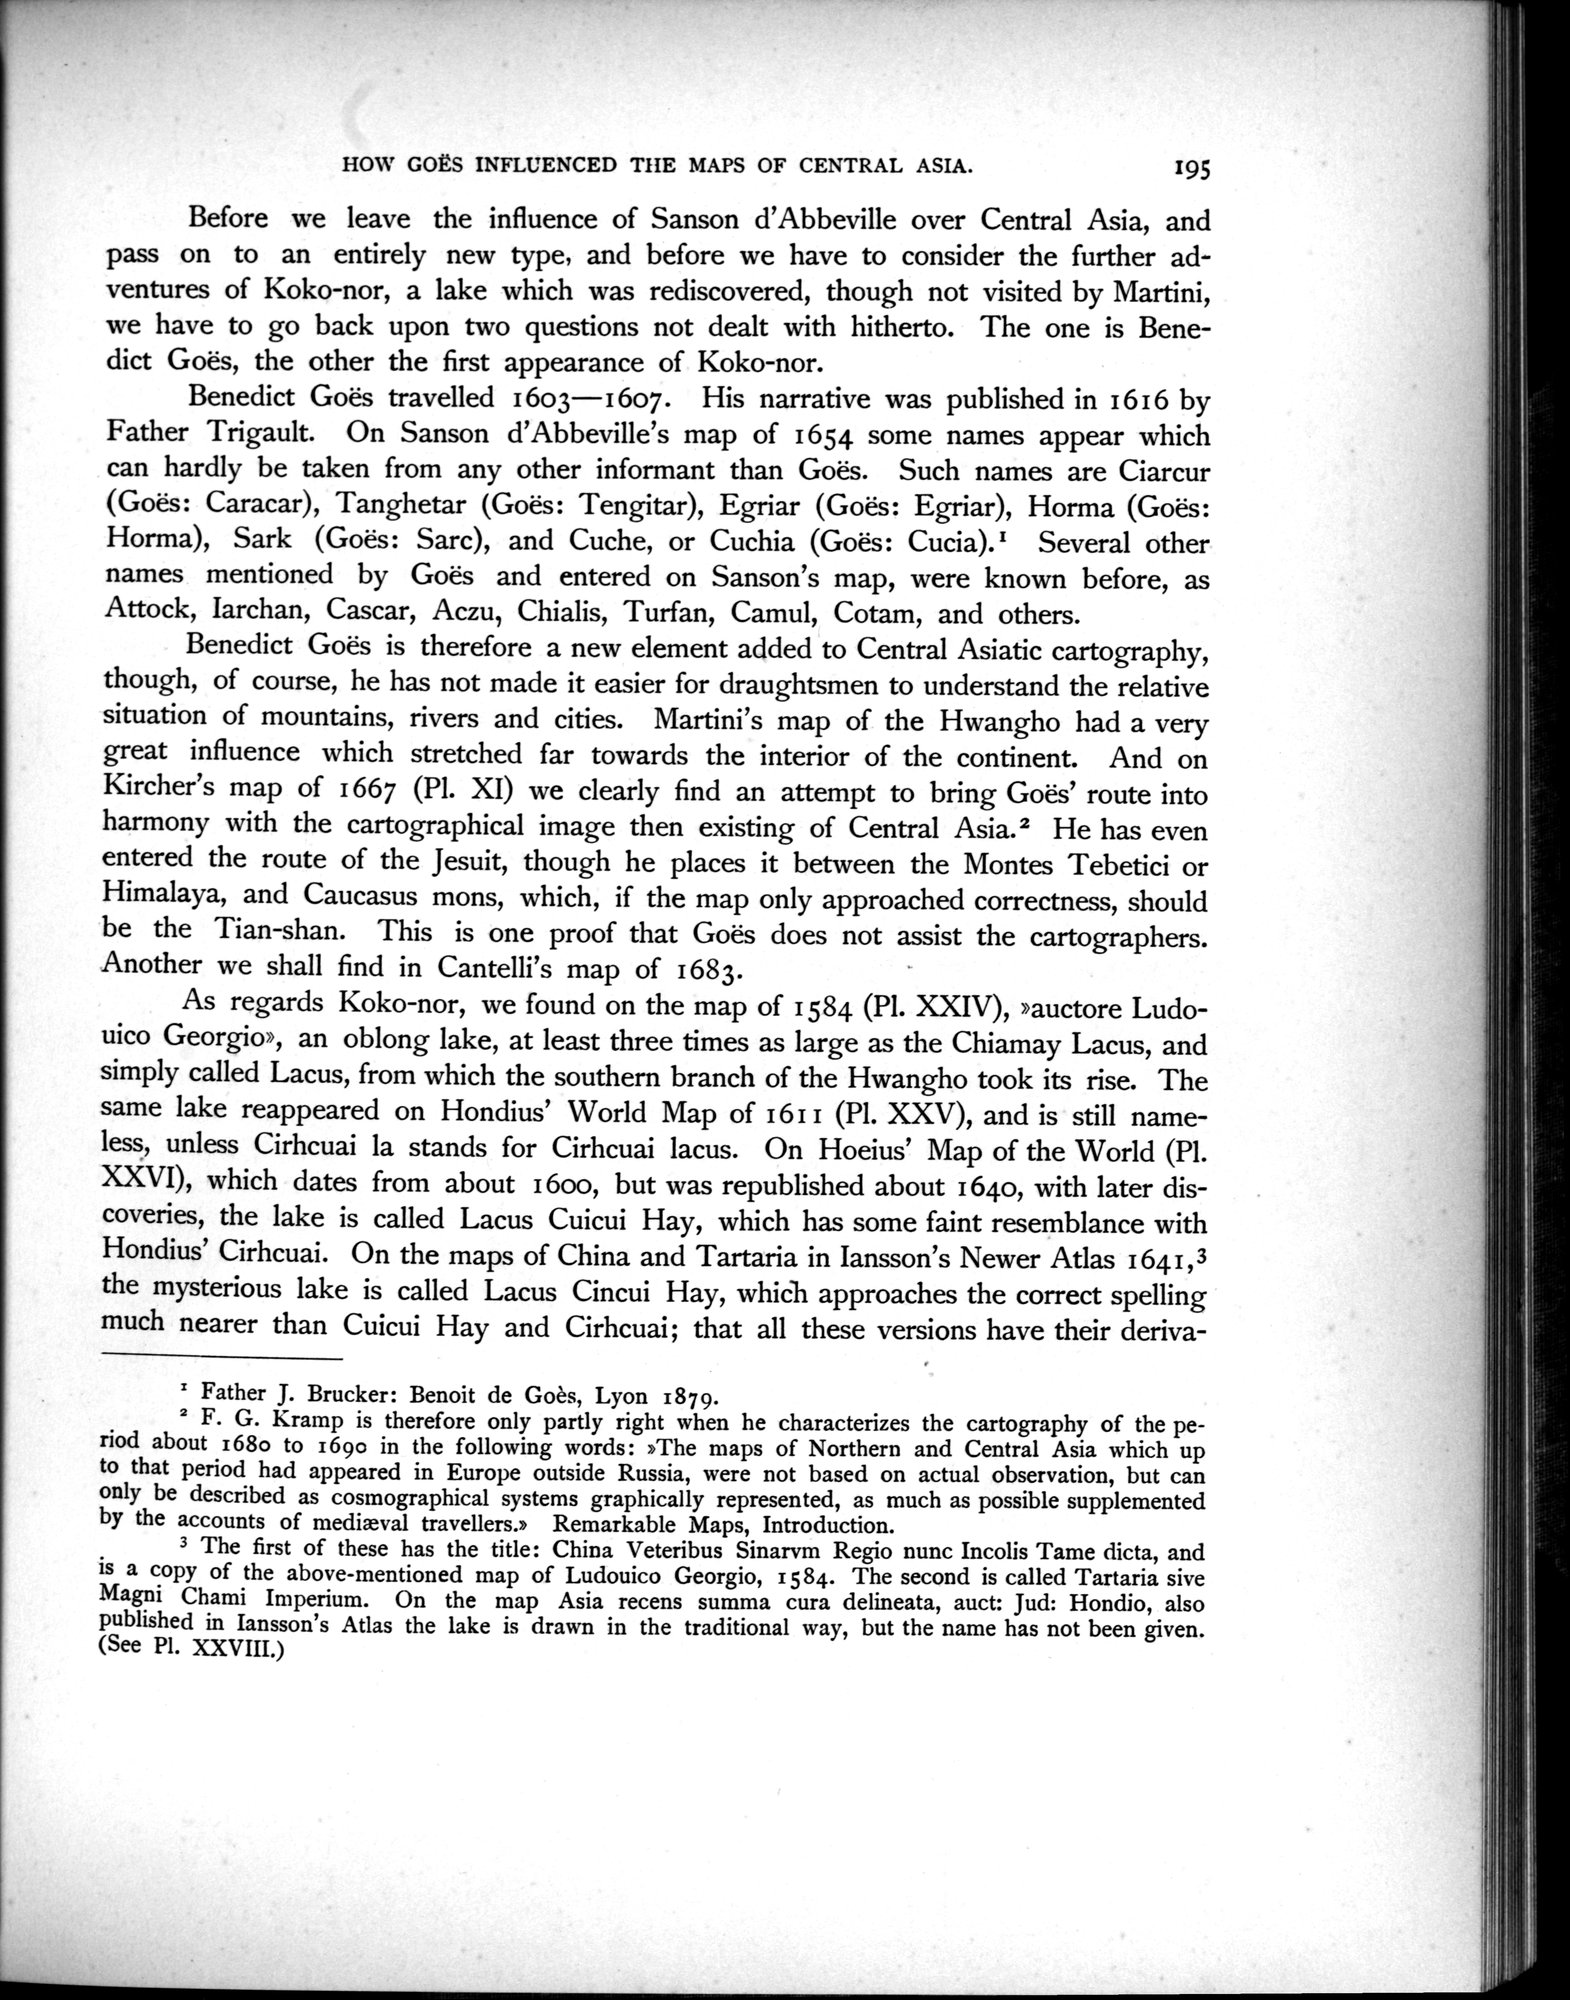 HOW GOËS INFLUENCED THE MAPS OF CENTRAL ASIA. 195
Before we leave the influence of Sanson d'Abbeville over Central Asia, and
pass on to an entirely new type, and before we have to consider the further ad-
ventures of Koko-nor, a lake which was rediscovered, though not visited by Martini,
we have to go back upon two questions not dealt with hitherto. The one is Bene-
dict Goës, the other the first appearance of Koko-nor.
Benedict Goës travelled 1603—1607. His narrative was published in 1616 by
Father Trigault. On Sanson d'Abbeville's map of 1654 some names appear which
can hardly be taken from any other informant than Goës. Such names are Ciarcur
(Goës: Caracar), Tanghetar (Goës: Tengitar), Egriar (Goës: Egriar), Horma (Goës:
Horma), Sark (Goës: Sarc), and Cuche, or Cuchia (Goës: Cucia).¹ Several other
names mentioned by Goës and entered on Sanson's map, were known before, as
Attock, Iarchan, Cascar, Aczu, Chialis, Turfan, Camul, Cotam, and others.
Benedict Goës is therefore a new element added to Central Asiatic cartography,
though, of course, he has not made it easier for draughtsmen to understand the relative
situation of mountains, rivers and cities. Martini's map of the Hwangho had a very
great influence which stretched far towards the interior of the continent. And on
Kircher's map of 1667 (Pl. XI) we clearly find an attempt to bring Goës' route into
harmony with the cartographical image then existing of Central Asia.² He has even
entered the route of the Jesuit, though he places it between the Montes Tebetici or
Himalaya, and Caucasus mons, which, if the map only approached correctness, should
be the Tian-shan. This is one proof that Goës does not assist the cartographers.
Another we shall find in Cantelli's map of 1683.
As regards Koko-nor, we found on the map of 1584 (Pl. XXIV), »auctore Ludo-
uico Georgio», an oblong lake, at least three times as large as the Chiamay Lacus, and
simply called Lacus, from which the southern branch of the Hwangho took its rise. The
same lake reappeared on Hondius' World Map of 1611 (Pl. XXV), and is still name-
less, unless Cirhcuai la stands for Cirhcuai lacus. On Hoeius' Map of the World (Pl.
XXVI), which dates from about 1600, but was republished about 1640, with later dis-
coveries, the lake is called Lacus Cuicui Hay, which has some faint resemblance with
Hondius' Cirhcuai. On the maps of China and Tartaria in Iansson's Newer Atlas 1641,³
the mysterious lake is called Lacus Cincui Hay, which approaches the correct spelling
much nearer than Cuicui Hay and Cirhcuai; that all these versions have their deriva-
¹ Father J. Brucker: Benoit de Goès, Lyon 1879.
² F. G. Kramp is therefore only partly right when he characterizes the cartography of the pe-
riod about 1680 to 1690 in the following words: »The maps of Northern and Central Asia which up
to that period had appeared in Europe outside Russia, were not based on actual observation, but can
only be described as cosmographical systems graphically represented, as much as possible supplemented
by the accounts of mediæval travellers.» Remarkable Maps, Introduction.
³ The first of these has the title: China Veteribus Sinarvm Regio nunc Incolis Tame dicta, and
is a copy of the above-mentioned map of Ludouico Georgio, 1584. The second is called Tartaria sive
Magni Chami Imperium. On the map Asia recens summa cura delineata, auct: Jud: Hondio, also
published in Iansson's Atlas the lake is drawn in the traditional way, but the name has not been given.
(See Pl. XXVIII.)